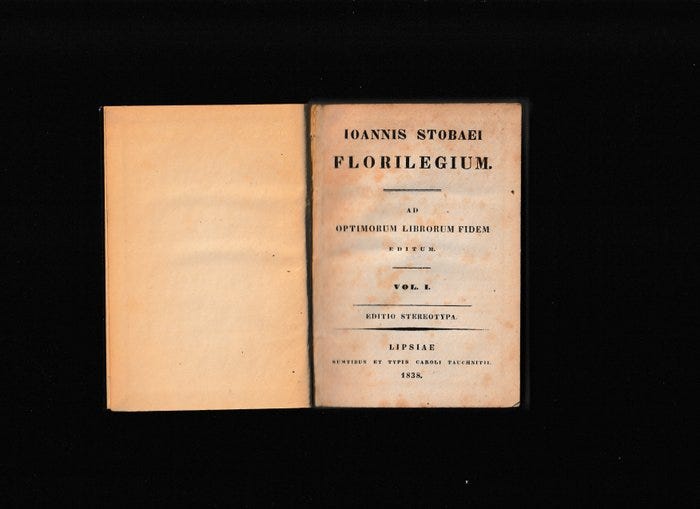 IOANNIS STOBAEI
FLORILEGIUM.
AD
OPTIMORUM LIBRORUM FIDEM
EDITUM.
VOL. I.
EDITIO STEREOTYPA.
LIPSIAE
SUMTIBUS ET TYPIS CAROLI TAUCHNITII.
1838.